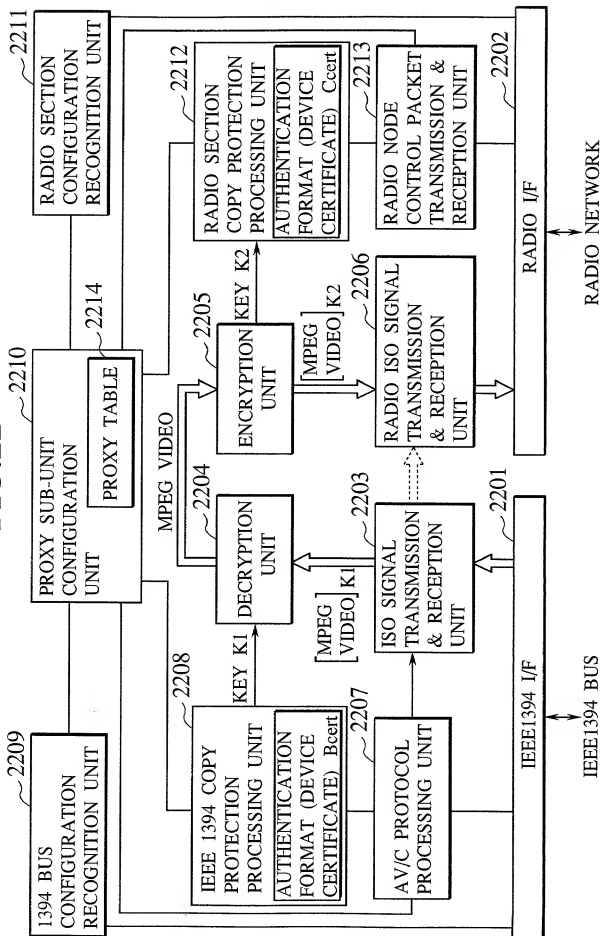 2209
1394 BUS
CONFIGURATION
RECOGNITION UNIT
2210
PROXY SUB-UNIT
CONFIGURATION
UNIT
2214
PROXY TABLE
2211
RADIO SECTION
CONFIGURATION
RECOGNITION UNIT
2208
IEEE 1394 COPY
PROTECTION
PROCESSING UNIT
AUTHENTICATION
FORMAT (DEVICE
CERTIFICATE) Bcert
KEY K1
MPEG VIDEO
2204
DECRYPTION
UNIT
2205
ENCRYPTION
UNIT
KEY K2
2212
RADIO SECTION
COPY PROTECTION
PROCESSING UNIT
AUTHENTICATION
FORMAT (DEVICE
CERTIFICATE) Ccert
[MPEG
VIDEO] K1
[MPEG
VIDEO] K2
2207
AV/C PROTOCOL
PROCESSING UNIT
2203
ISO SIGNAL
TRANSMISSION
& RECEPTION
UNIT
2206
RADIO ISO SIGNAL
TRANSMISSION
& RECEPTION
UNIT
2213
RADIO NODE
CONTROL PACKET
TRANSMISSION &
RECEPTION UNIT
2201
IEEE1394 I/F
2202
RADIO I/F
IEEE1394 BUS
RADIO NETWORK